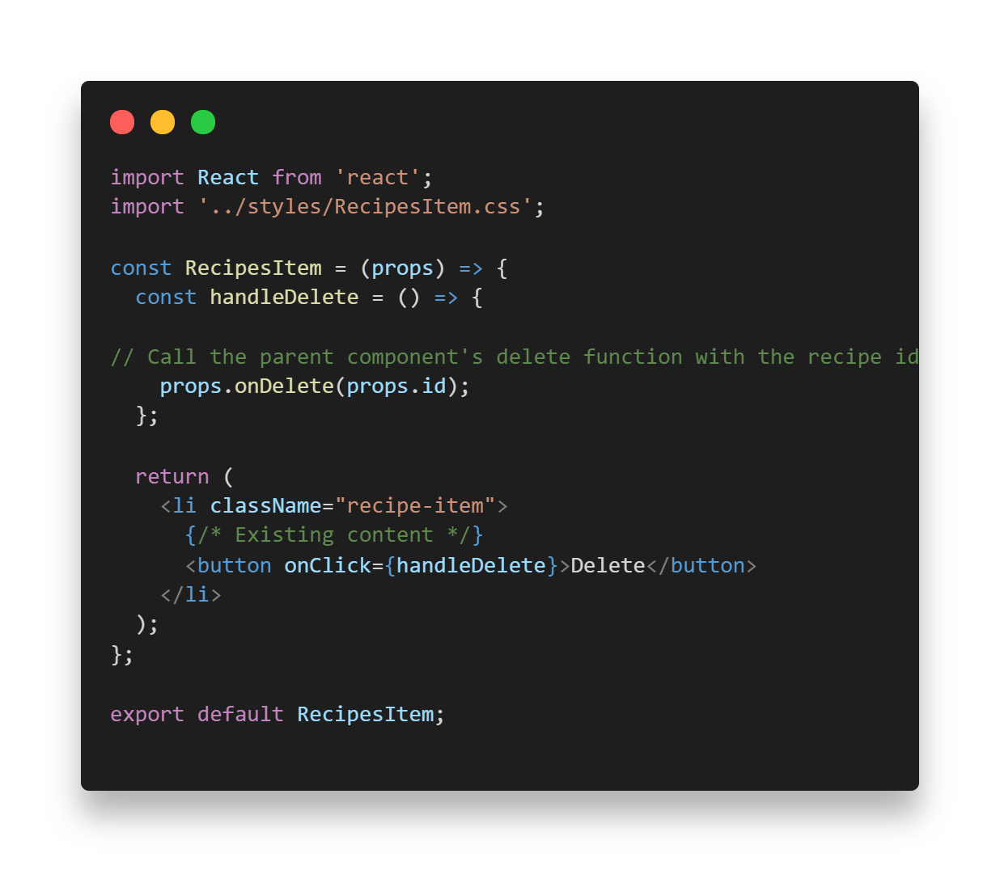 import React from 'react';
import '../styles/RecipesItem.css';

const RecipesItem = (props) => {
  const handleDelete = () => {

// Call the parent component's delete function with the recipe id
    props.onDelete(props.id);
  };

  return (
    <li className="recipe-item">
      {/* Existing content */}
      <button onClick={handleDelete}>Delete</button>
    </li>
  );
};

export default RecipesItem;